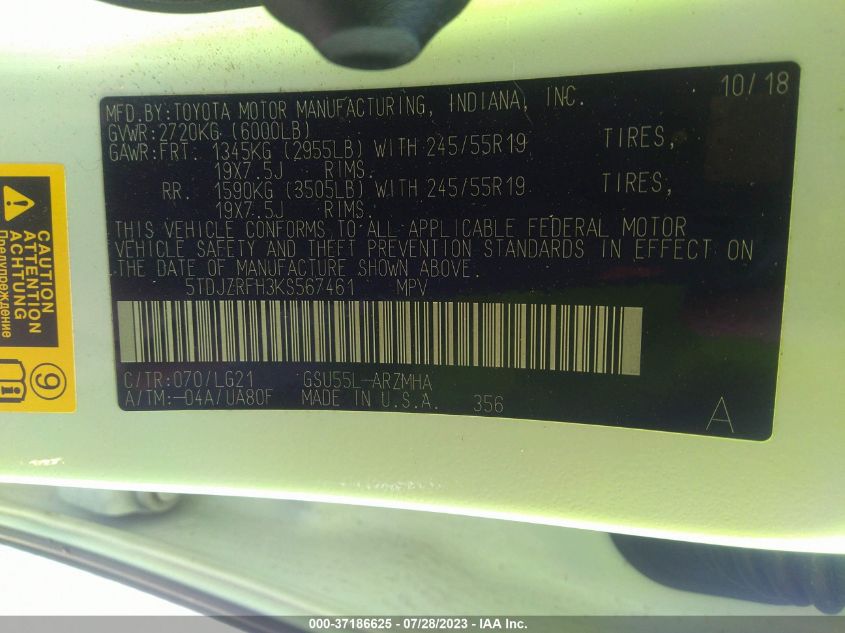 10/18
MFD.BY:TOYOTA MOTOR MANUFACTURING, INDIANA, INC.
GVWR:2720KG (6000LB)
GAWR:FRT. 1345KG (2955LB) WITH 245/55R19 TIRES,
19X7.5J RIMS.
RR. 1590KG (3505LB) WITH 245/55R19 TIRES,
19X7.5J RIMS.
THIS VEHICLE CONFORMS TO ALL APPLICABLE FEDERAL MOTOR
VEHICLE SAFETY AND THEFT PREVENTION STANDARDS IN EFFECT ON
THE DATE OF MANUFACTURE SHOWN ABOVE.
5TDJZRFH3KS567461 MPV
C/TR:070/LG21 GSU55L-ARZMHA
A/TM:-04A/UA80F MADE IN U.S.A. 356
A
CAUTION
ATTENTION
ACHTUNG
Предупреждение
9
000-37186625 - 07/28/2023 - IAA Inc.